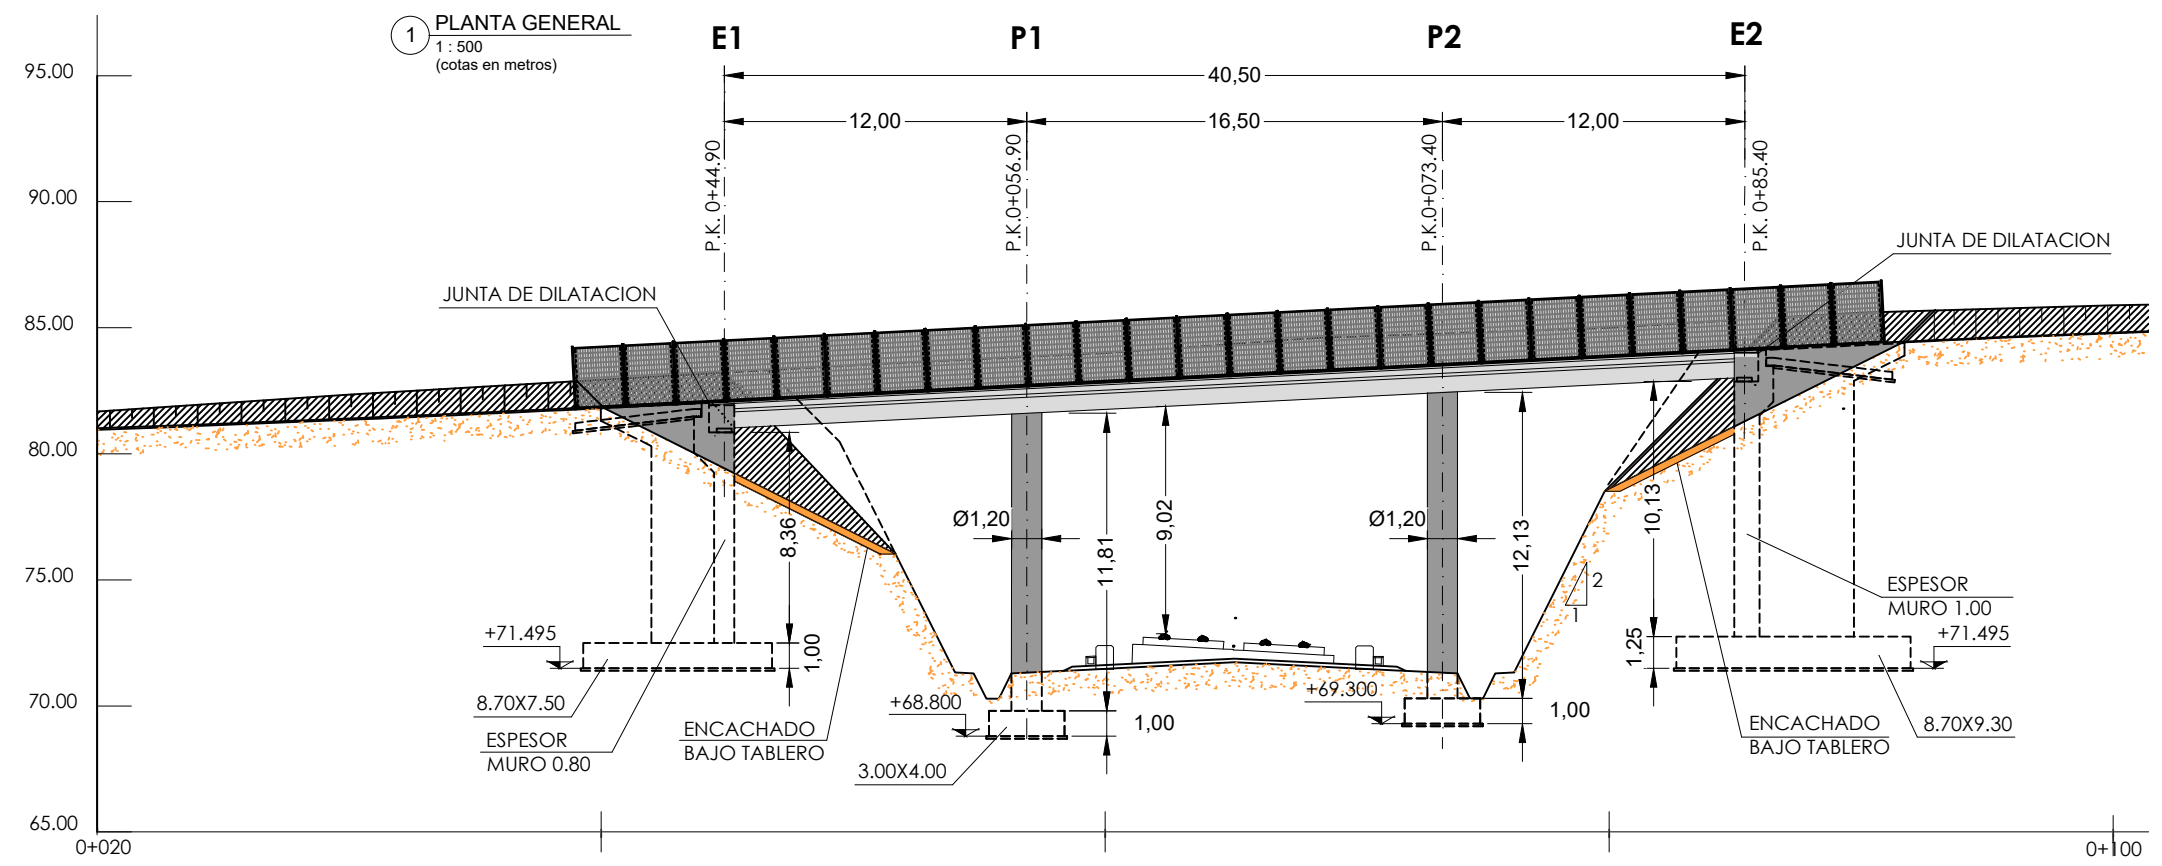 1
PLANTA GENERAL
1 : 500
(cotas en metros)
E1
P1
P2
E2
95.00
90.00
85.00
80.00
75.00
70.00
65.00
40,50
12,00
16,50
12,00
P.K. 0+44.90
P.K.0+056.90
P.K.0+073.40
P.K. 0+85.40
JUNTA DE DILATACION
JUNTA DE DILATACION
8,36
1,00
Ø1,20
11,81
9,02
Ø1,20
12,13
10,13
1,25
2
1
+71.495
8.70X7.50
ESPESOR
MURO 0.80
ENCACHADO
BAJO TABLERO
+68.800
1,00
3.00X4.00
+69.300
1,00
ESPESOR
MURO 1.00
+71.495
ENCACHADO
BAJO TABLERO
8.70X9.30
0+020
0+100